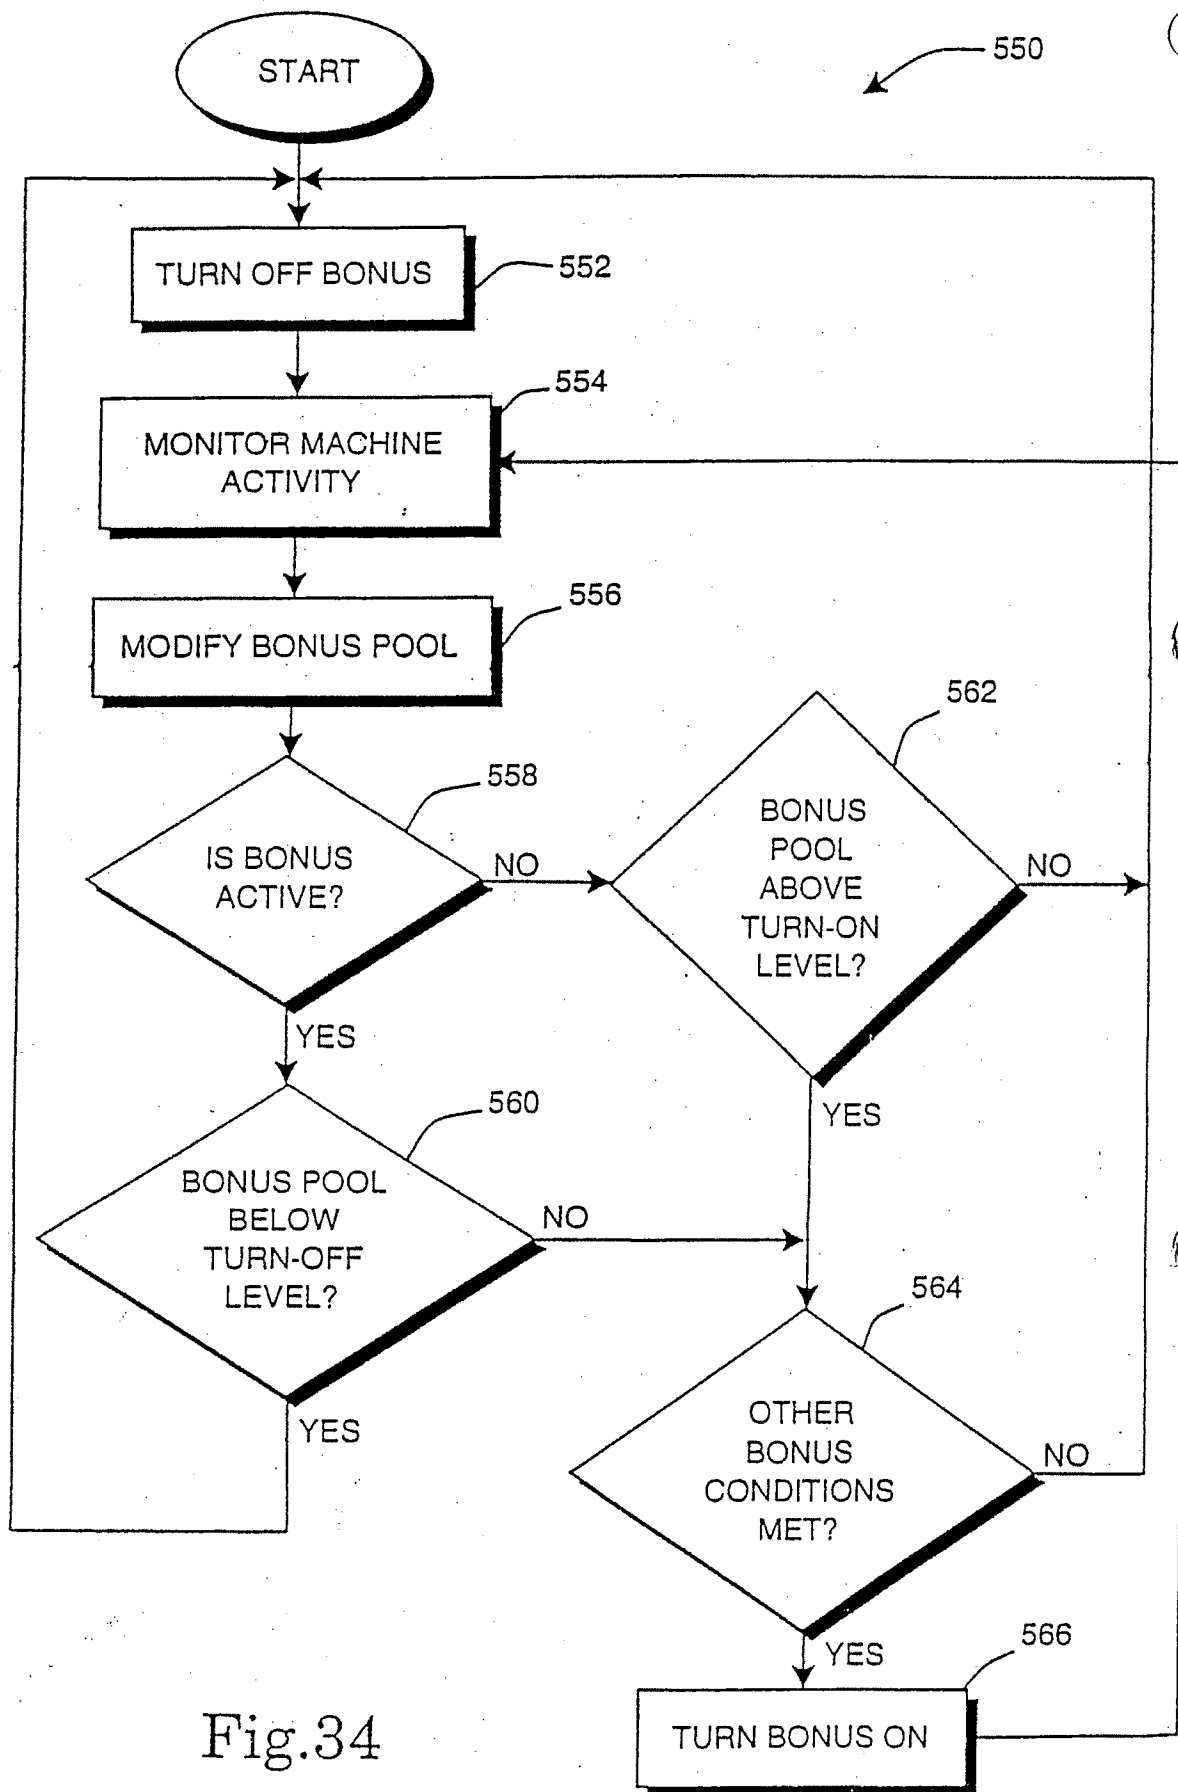 START
550
TURN OFF BONUS
552
554
MONITOR MACHINE
ACTIVITY
556
MODIFY BONUS POOL
558
IS BONUS
ACTIVE?
NO
YES
562
BONUS
POOL
ABOVE
TURN-ON
LEVEL?
NO
YES
560
BONUS POOL
BELOW
TURN-OFF
LEVEL?
NO
YES
564
OTHER
BONUS
CONDITIONS
MET?
NO
YES
566
TURN BONUS ON
Fig.34